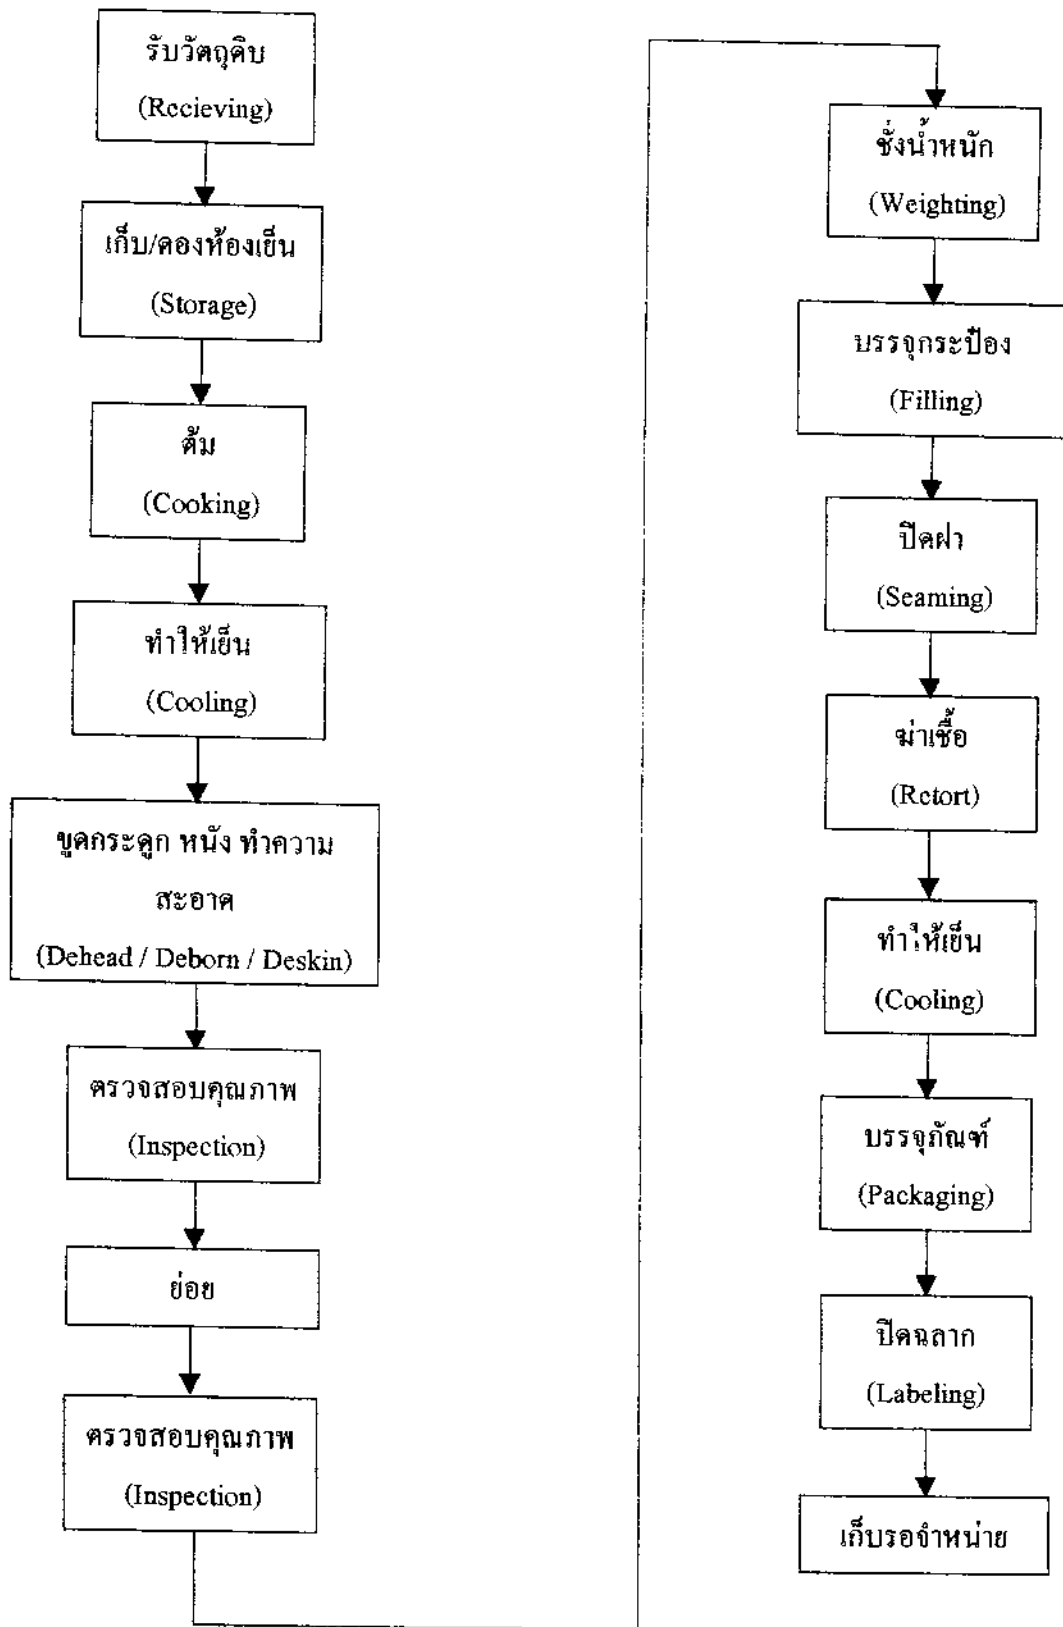 รับวัตถุดิบ
(Recieving)
เก็บ/ดองห้องเย็น
(Storage)
ต้ม
(Cooking)
ทำให้เย็น
(Cooling)
ขูดกระดูก หนัง ทำความ
สะอาด
(Dehead / Deborn / Deskin)
ตรวจสอบคุณภาพ
(Inspection)
ย่อย
ตรวจสอบคุณภาพ
(Inspection)
ชั่งน้ำหนัก
(Weighting)
บรรจุกระป๋อง
(Filling)
ปิดฝา
(Seaming)
ฆ่าเชื้อ
(Retort)
ทำให้เย็น
(Cooling)
บรรจุภัณฑ์
(Packaging)
ปิดฉลาก
(Labeling)
เก็บรอจำหน่าย